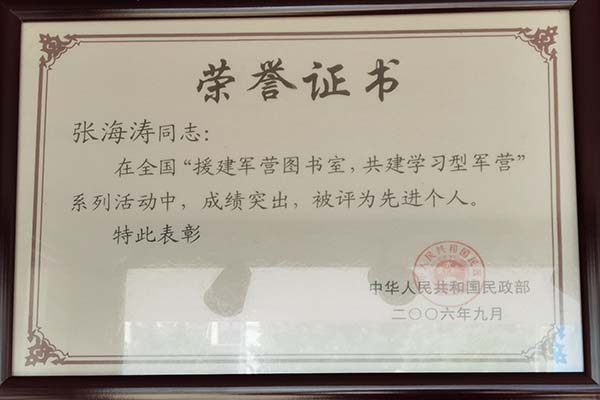 荣誉证书
张海涛同志：
在全国“援建军营图书室，共建学习型军营”
系列活动中，成绩突出，被评为先进个人。
特此表彰
中华人民共和国民政部
二〇〇六年九月